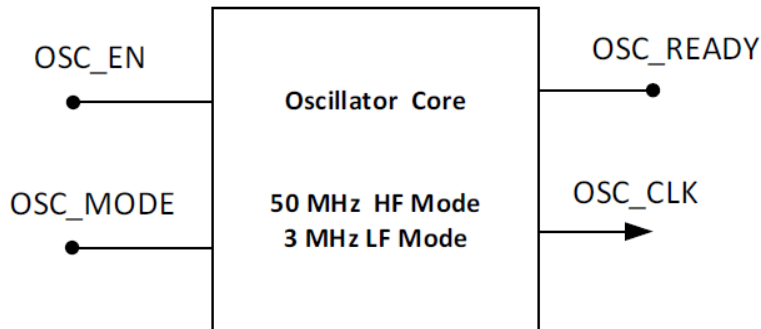 OSC_EN
OSC_READY
Oscillator Core
OSC_MODE
OSC_CLK
50 MHz HF Mode
3 MHz LF Mode